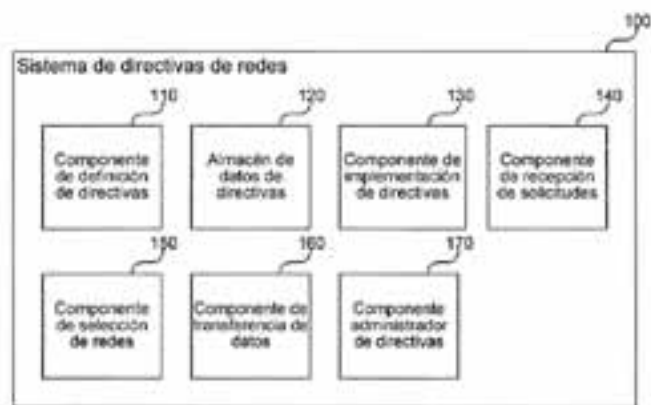 100
Sistema de directivas de redes
110
120
130
140
Componente
de definición
de directivas
Almacén de
datos de
directivas
Componente de
implementación
de directivas
Componente
de recepción
de solicitudes
150
160
170
Componente
de selección
de redes
Componente de
transferencia de
datos
Componente
administrador
de directivas